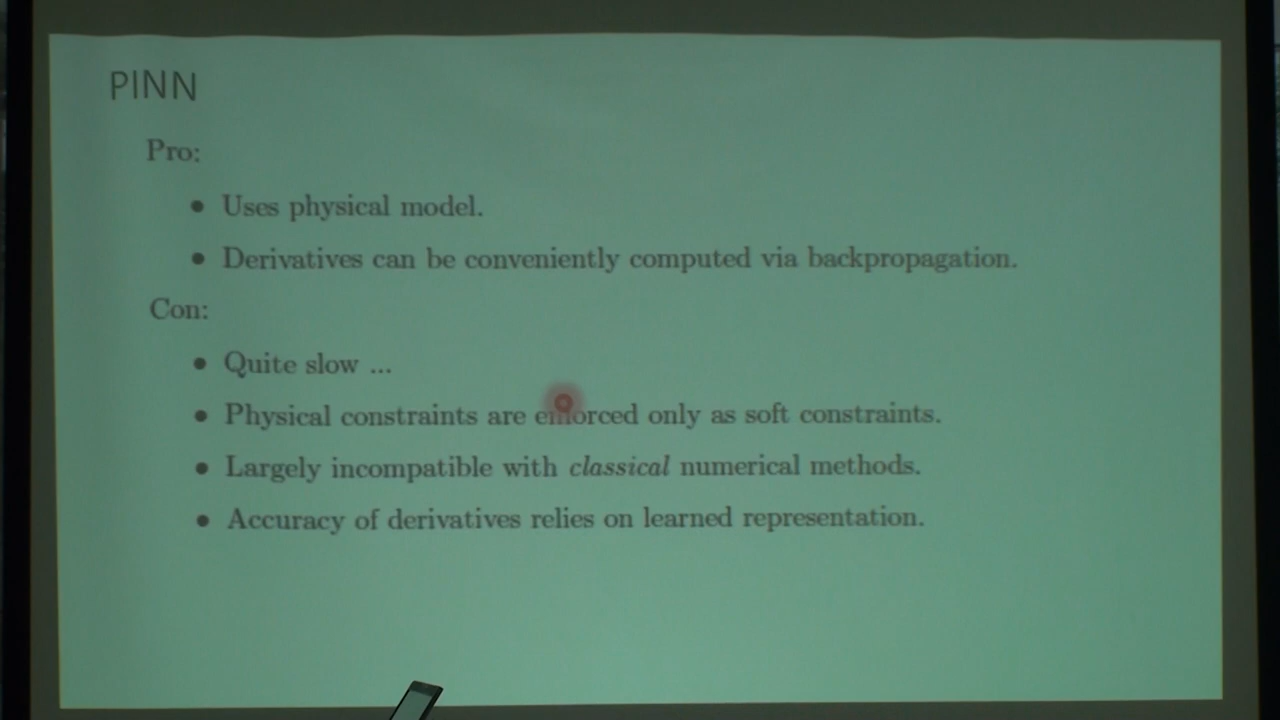 PINN
Pro:
• Uses physical model.
• Derivatives can be conveniently computed via backpropagation.
Con:
• Quite slow ...
• Physical constraints are enforced only as soft constraints.
• Largely incompatible with classical numerical methods.
• Accuracy of derivatives relies on learned representation.